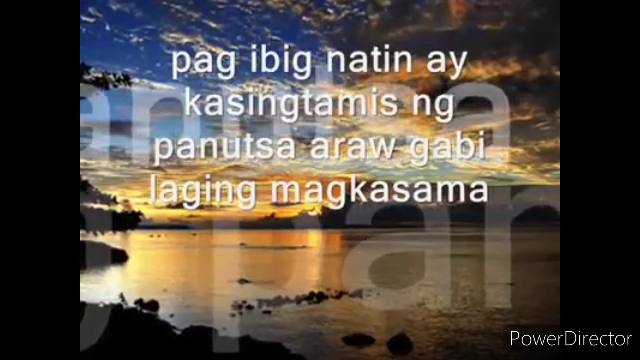 pag ibig natin ay
kasingtamis ng
panutsa araw gabi
laging magkasama
PowerDirector